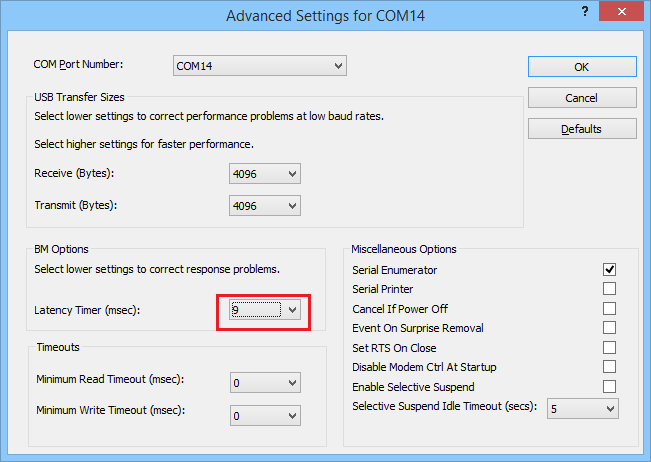 Advanced Settings for COM14
?
COM Port Number:
COM14
OK
Cancel
Defaults
USB Transfer Sizes
Select lower settings to correct performance problems at low baud rates.
Select higher settings for faster performance.
Receive (Bytes):
4096
Transmit (Bytes):
4096
BM Options
Select lower settings to correct response problems.
Latency Timer (msec):
9
Timeouts
Minimum Read Timeout (msec):
0
Minimum Write Timeout (msec):
0
Miscellaneous Options
Serial Enumerator
Serial Printer
Cancel If Power Off
Event On Surprise Removal
Set RTS On Close
Disable Modem Ctrl At Startup
Enable Selective Suspend
Selective Suspend Idle Timeout (secs):
5